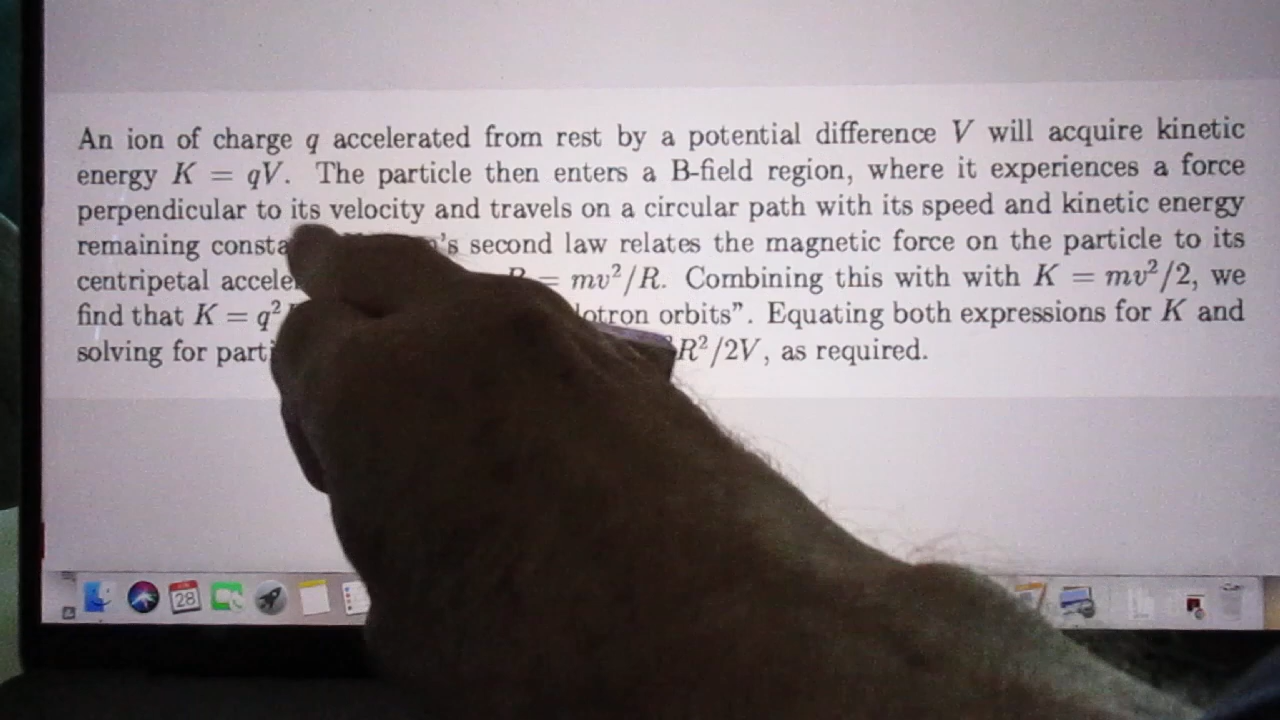 An ion of charge q accelerated from rest by a potential difference V will acquire kinetic
energy K = qV. The particle then enters a B-field region, where it experiences a force
perpendicular to its velocity and travels on a circular path with its speed and kinetic energy
remaining second law relates the magnetic force on the particle to its
centripetal = mv²/R. Combining this with with K = mv²/2, we
find that K = q² orbits”. Equating both expressions for K and
solving for R²/2V, as required.
28